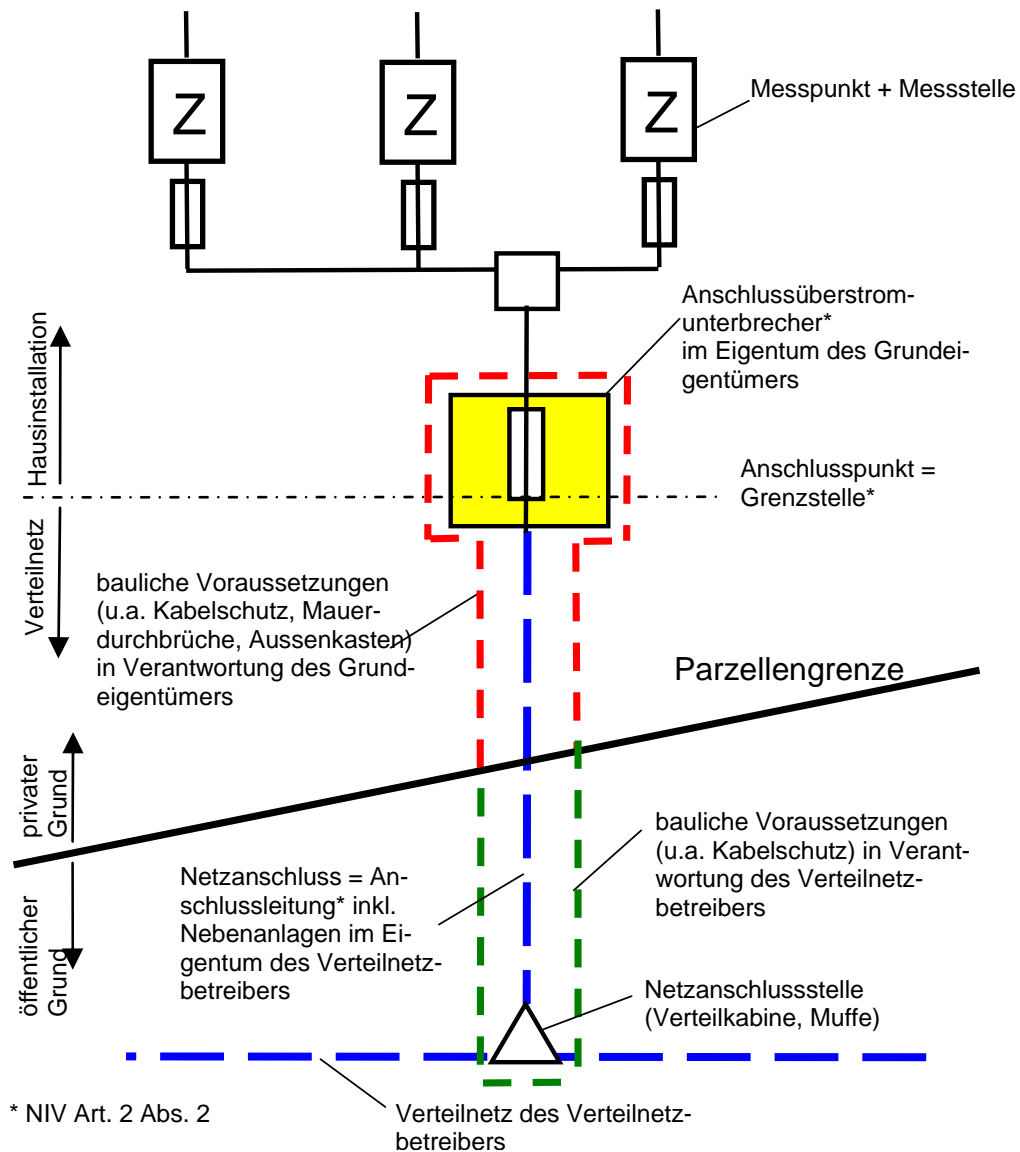 Z
Z
Z
Messpunkt + Messstelle
Anschlussüberstrom-
unterbrecher*
im Eigentum des Grundei-
gentümers
Hausinstallation
Anschlusspunkt =
Grenzstelle*
Verteilnetz
bauliche Voraussetzungen
(u.a. Kabelschutz, Mauer-
durchbrüche, Aussenkasten)
in Verantwortung des Grund-
eigentümers
Parzellengrenze
privater
Grund
bauliche Voraussetzungen
(u.a. Kabelschutz) in Verant-
wortung des Verteilnetz-
betreibers
Netzanschluss = An-
schlussleitung* inkl.
Nebenanlagen im Ei-
gentum des Verteilnetz-
betreibers
öffentlicher
Grund
Netzanschlussstelle
(Verteilkabine, Muffe)
* NIV Art. 2 Abs. 2
Verteilnetz des Verteilnetz-
betreibers